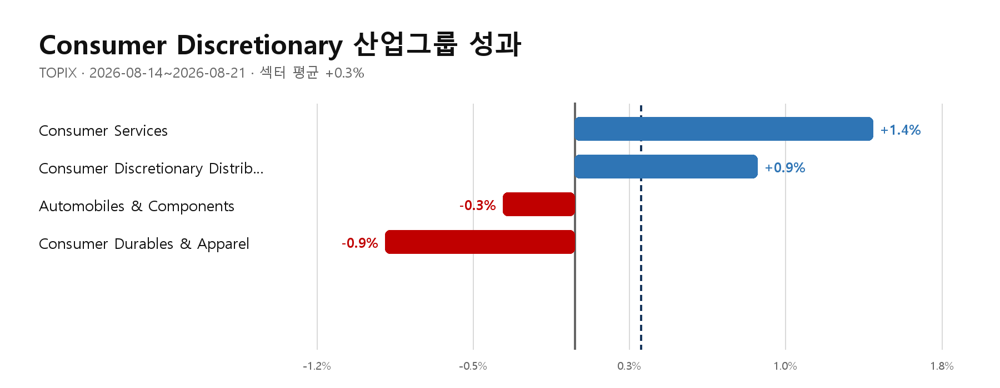 Consumer Discretionary 산업그룹 성과
TOPIX · 2026-08-14~2026-08-21 · 섹터 평균 +0.3%
Consumer Services +1.4%
Consumer Discretionary Distrib... +0.9%
Automobiles & Components -0.3%
Consumer Durables & Apparel -0.9%
-1.2% -0.5% 0.3% 1.0% 1.8%